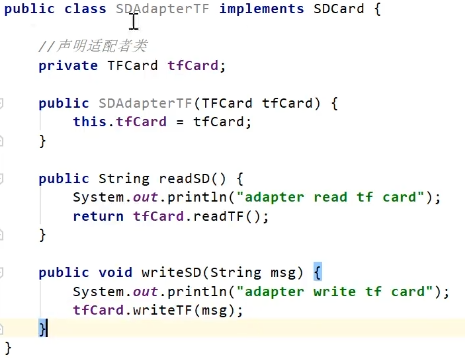 public class SDAdapterTF implements SDCard {
//声明适配者类
private TFCard tfCard;
public SDAdapterTF(TFCard tfCard) {
this.tfCard = tfCard;
}
public String readSD() {
System.out.println("adapter read tf card");
return tfCard.readTF();
}
public void writeSD(String msg) {
System.out.println("adapter write tf card");
tfCard.writeTF(msg);
}
}